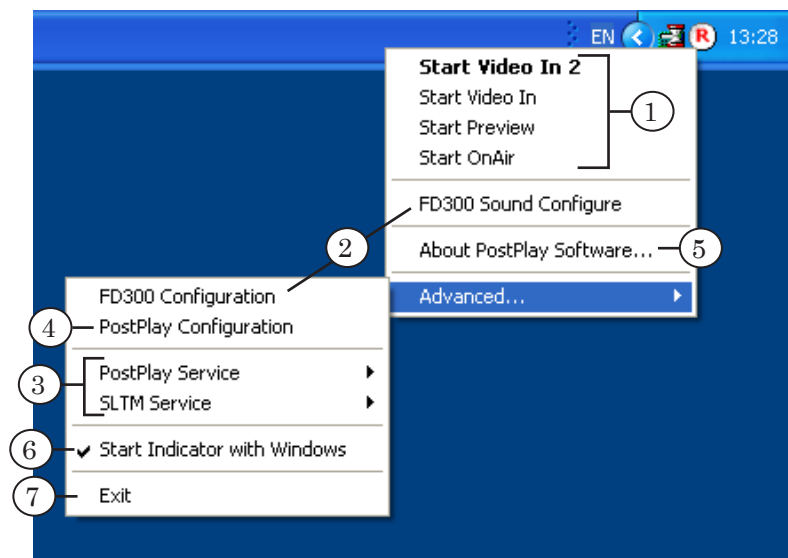 EN R 13:28
Start Video In 2
Start Video In
Start Preview
Start OnAir
1
FD300 Sound Configure
2
About PostPlay Software... 5
Advanced...
FD300 Configuration
4 PostPlay Configuration
3
PostPlay Service
SLTM Service
6 Start Indicator with Windows
7 Exit